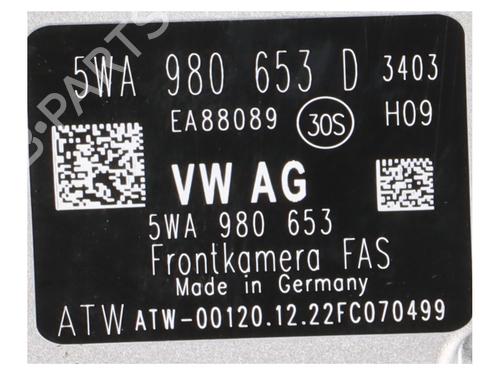 5WA 980 653 D 3403
EA88089 30S H09
VW AG
5WA 980 653
Frontkamera FAS
Made in Germany
ATW ATW-00120.12.22FC070499
B-PARTS